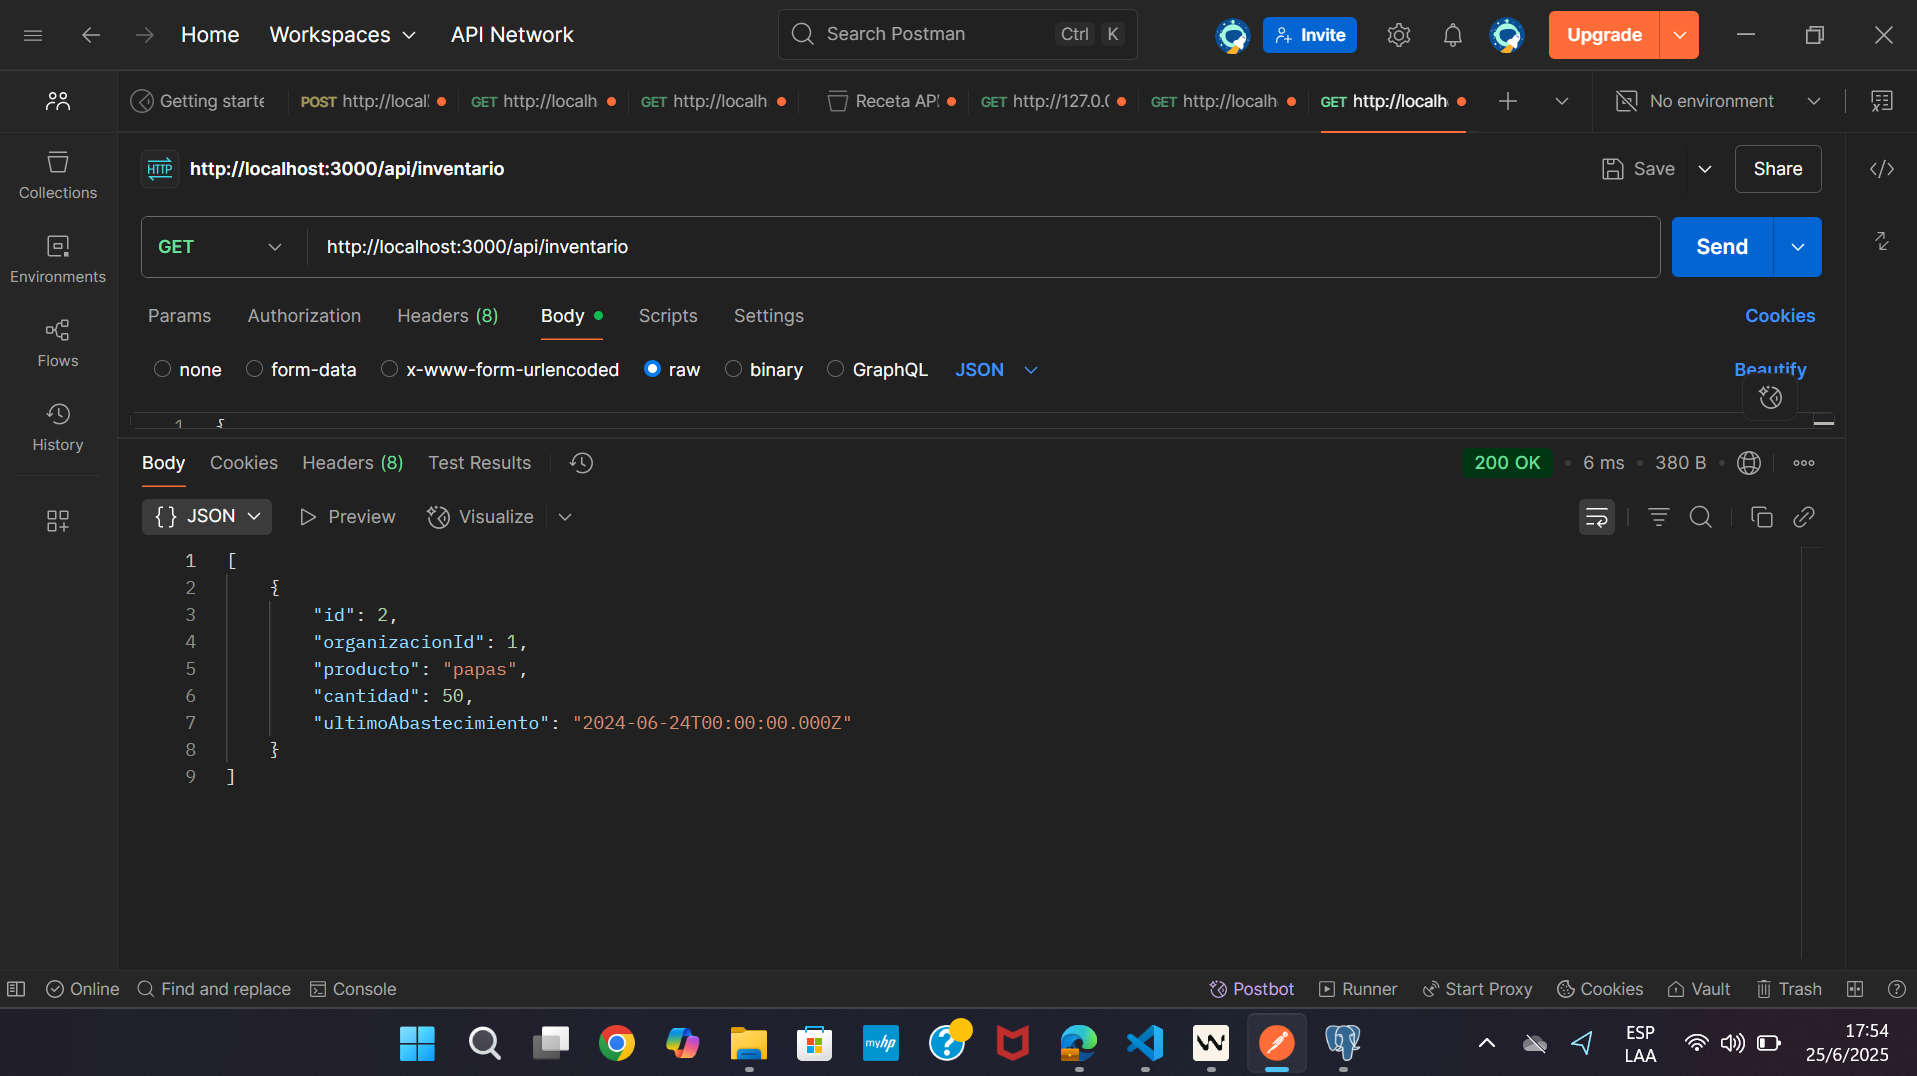 Home Workspaces API Network Search Postman Ctrl K Invite Upgrade
Getting starte POST http://local GET http://localh GET http://localh Receta API GET http://127.0.0 GET http://localh GET http://localh No environment
HTTP http://localhost:3000/api/inventario Save Share
Collections
GET http://localhost:3000/api/inventario Send
Environments
Params Authorization Headers (8) Body Scripts Settings Cookies
Flows
none form-data x-www-form-urlencoded raw binary GraphQL JSON Beautify
1 {
History
Body Cookies Headers (8) Test Results 200 OK 6 ms 380 B
{} JSON Preview Visualize
1 [
2 {
3 "id": 2,
4 "organizacionId": 1,
5 "producto": "papas",
6 "cantidad": 50,
7 "ultimoAbastecimiento": "2024-06-24T00:00:00.000Z"
8 }
9 ]
Online Find and replace Console Postbot Runner Start Proxy Cookies Vault Trash
myhp
ESP
LAA
17:54
25/6/2025